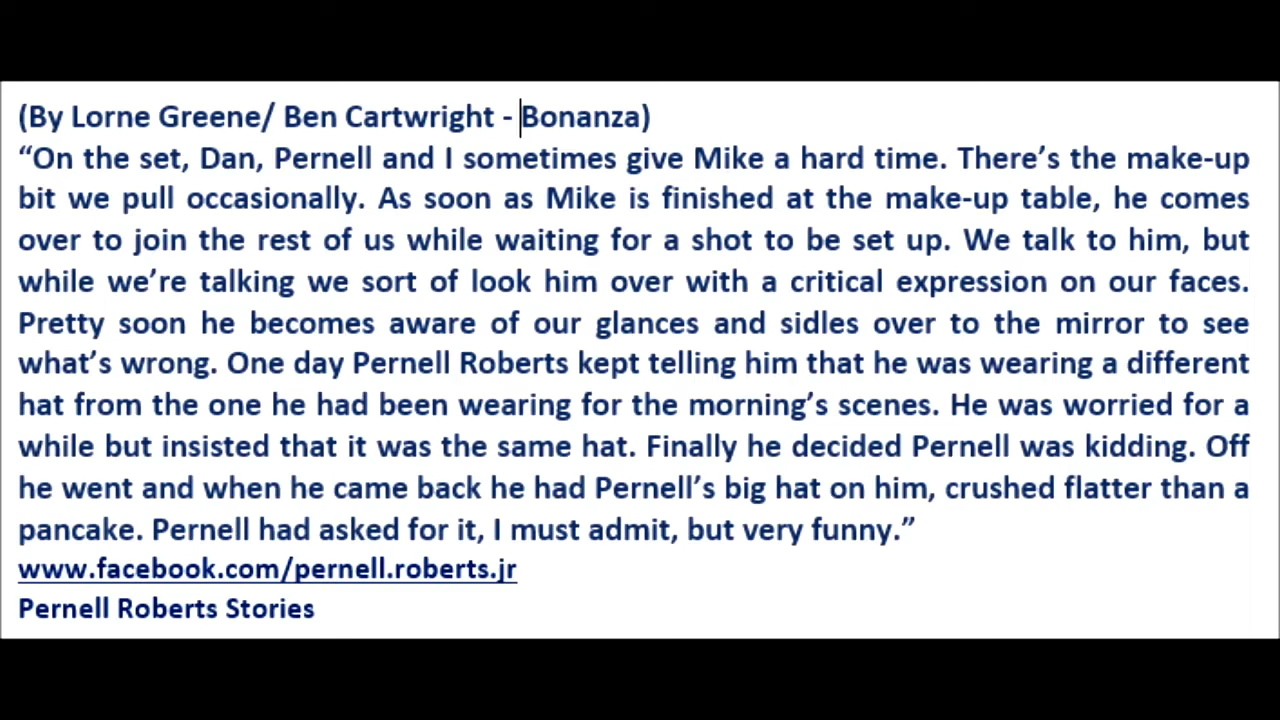 (By Lorne Greene/ Ben Cartwright - Bonanza)
“On the set, Dan, Pernell and I sometimes give Mike a hard time. There’s the make-up
bit we pull occasionally. As soon as Mike is finished at the make-up table, he comes
over to join the rest of us while waiting for a shot to be set up. We talk to him, but
while we’re talking we sort of look him over with a critical expression on our faces.
Pretty soon he becomes aware of our glances and sidles over to the mirror to see
what’s wrong. One day Pernell Roberts kept telling him that he was wearing a different
hat from the one he had been wearing for the morning’s scenes. He was worried for a
while but insisted that it was the same hat. Finally he decided Pernell was kidding. Off
he went and when he came back he had Pernell’s big hat on him, crushed flatter than a
pancake. Pernell had asked for it, I must admit, but very funny.”
www.facebook.com/pernell.roberts.jr
Pernell Roberts Stories